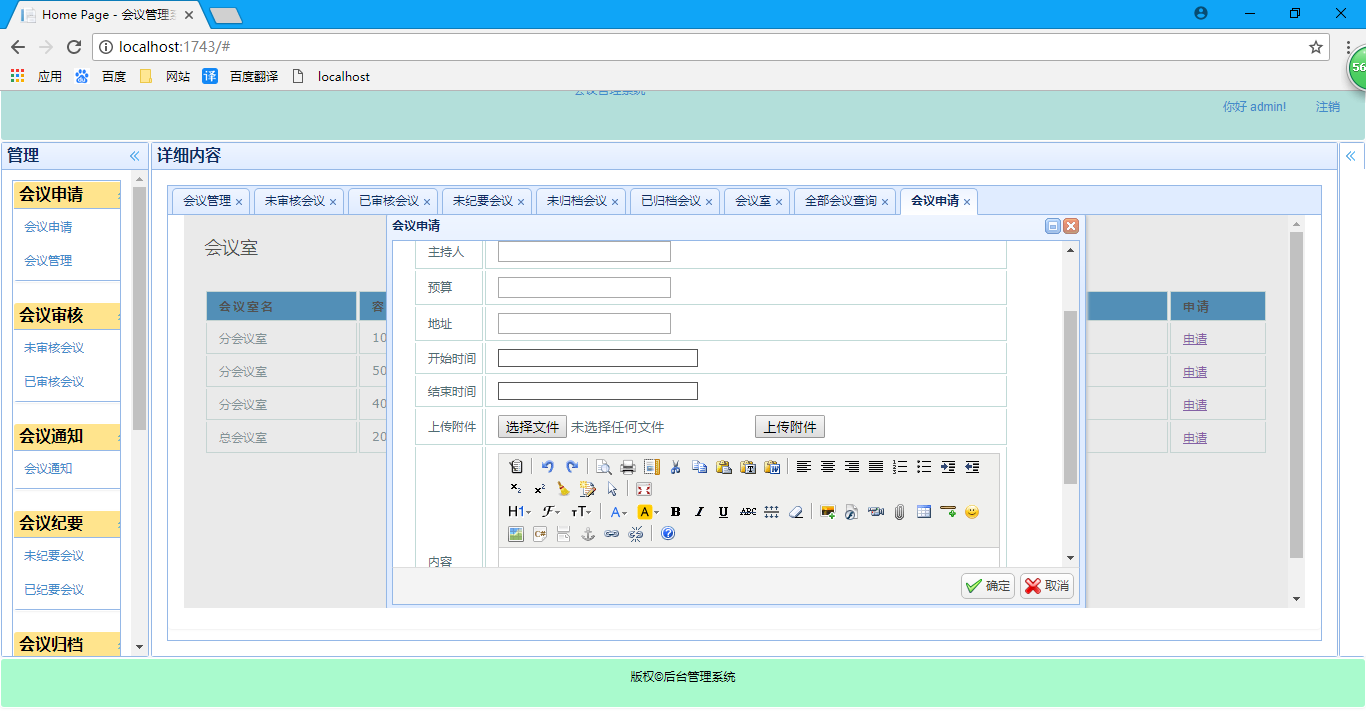 Home Page - 会议管理系
localhost:1743/#
应用 百度 网站 译 百度翻译 localhost
56
会议管理系统
你好 admin! 注销
管理
详细内容
会议申请
会议申请
会议管理
会议审核
未审核会议
已审核会议
会议通知
会议通知
会议纪要
未纪要会议
已纪要会议
会议归档
会议管理 未审核会议 已审核会议 未纪要会议 未归档会议 已归档会议 会议室 全部会议查询 会议申请
会议室
会议室名 容 申请
分会议室 10 申请
分会议室 50 申请
分会议室 40 申请
总会议室 20 申请
会议申请
主持人
预算
地址
开始时间
结束时间
上传附件 选择文件 未选择任何文件 上传附件
H1 F TT A A B I U ABC
C#
内容
确定 取消
版权©后台管理系统